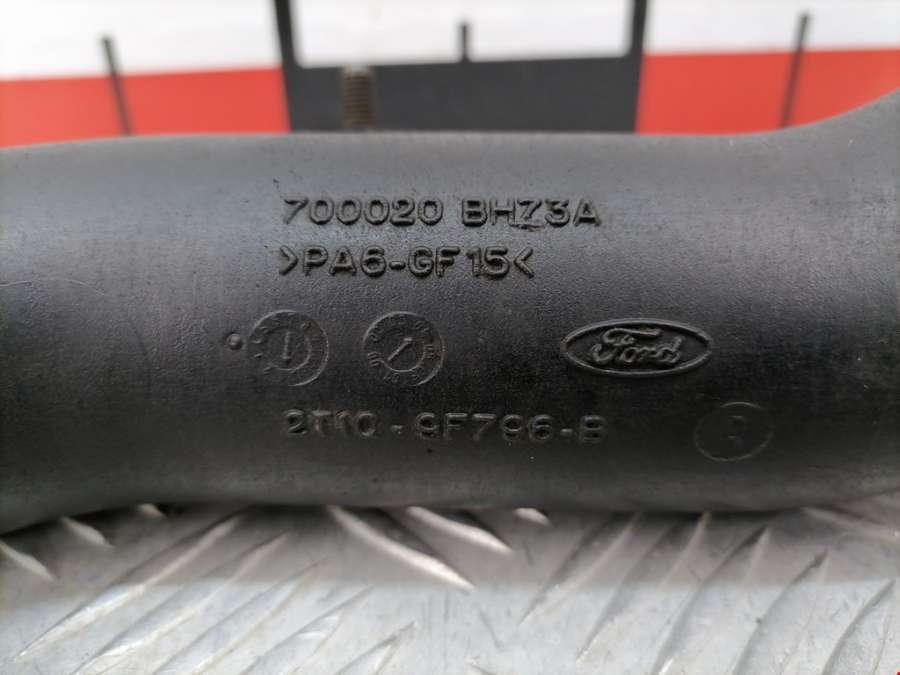 700020 BHZ3A
>PA6-GF15<
Ford
2T10-9F796-B